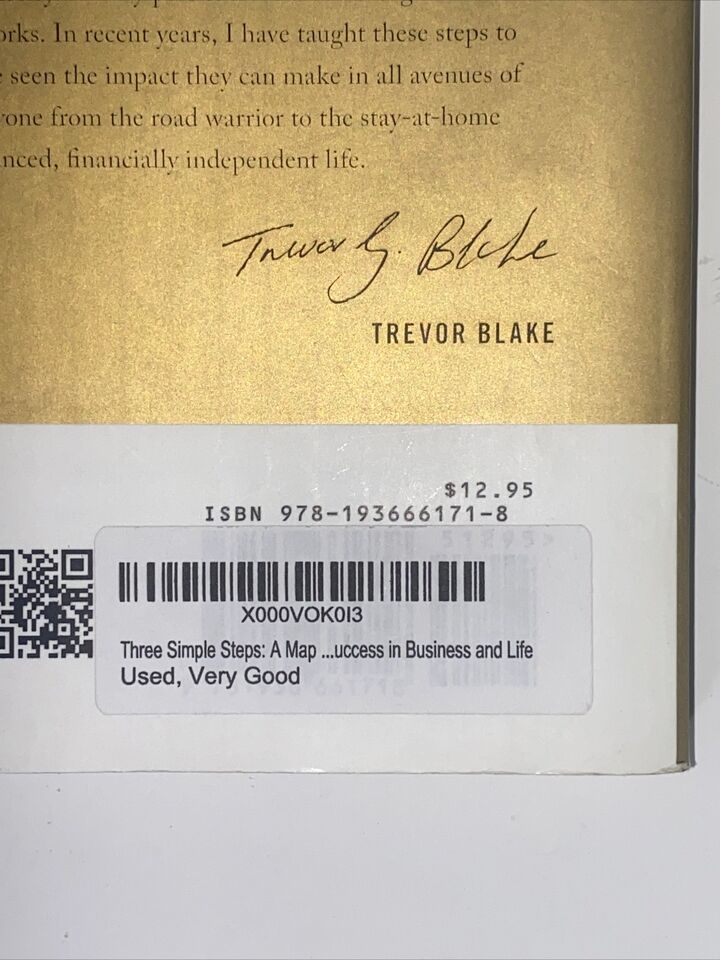 orks. In recent years, I have taught these steps to
seen the impact they can make in all avenues of
one from the road warrior to the stay-at-home
nced, financially independent life.
Trevor G. Blake
TREVOR BLAKE
$12.95
ISBN 978-193666171-8
X000VOK0I3
Three Simple Steps: A Map ...uccess in Business and Life
Used, Very Good